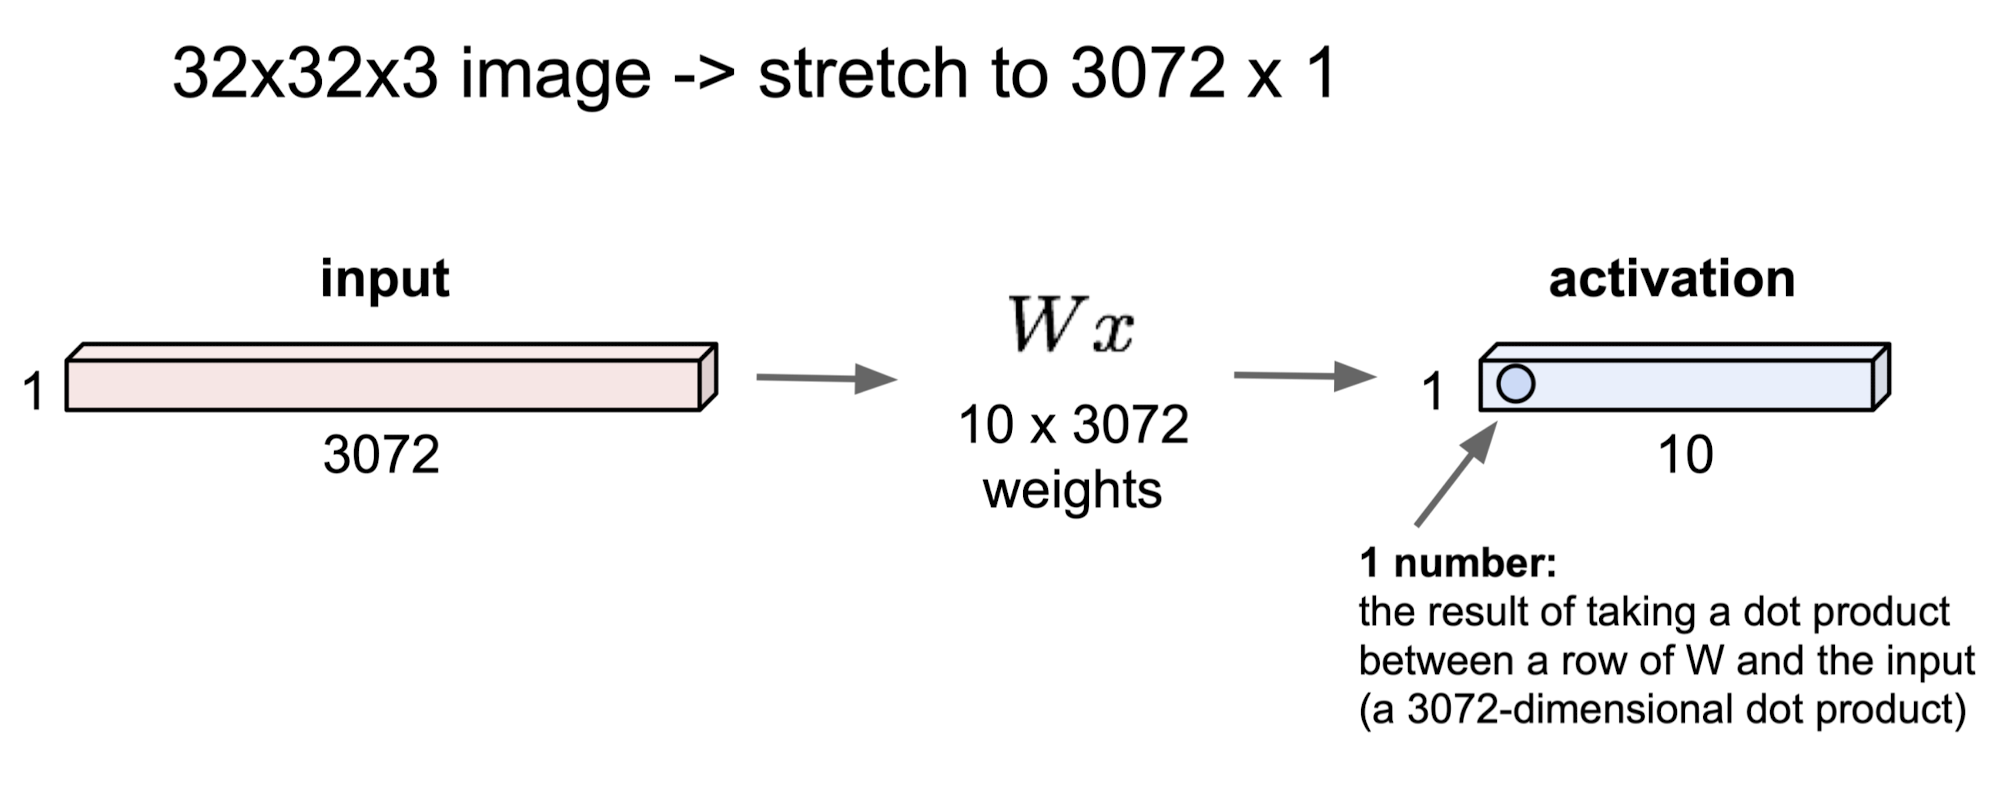 32x32x3 image -> stretch to 3072 x 1
input
1
3072
Wx
10 x 3072
weights
activation
1
10
1 number:
the result of taking a dot product
between a row of W and the input
(a 3072-dimensional dot product)